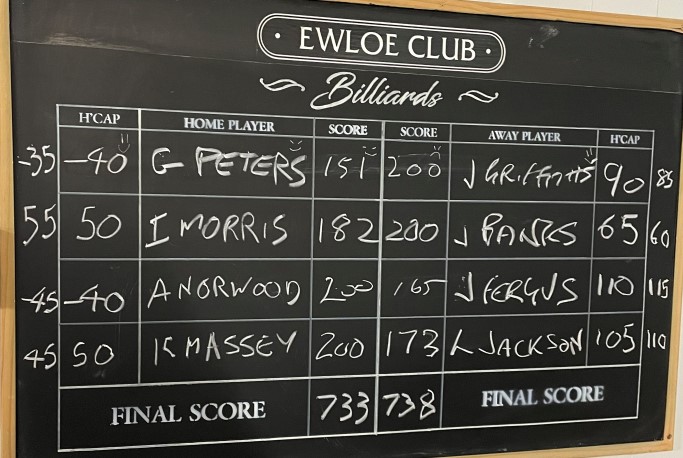 · EWLOE CLUB ·
Billiards
H'CAP HOME PLAYER SCORE SCORE AWAY PLAYER H'CAP
-35 -40 G PETERS 151 200 J GRIFFITHS 90 85
55 50 I MORRIS 182 200 J BANKS 65 60
-45 -40 A NORWOOD 200 165 J FERGUS 110 115
45 50 K MASSEY 200 173 L JACKSON 105 110
FINAL SCORE 733 738 FINAL SCORE